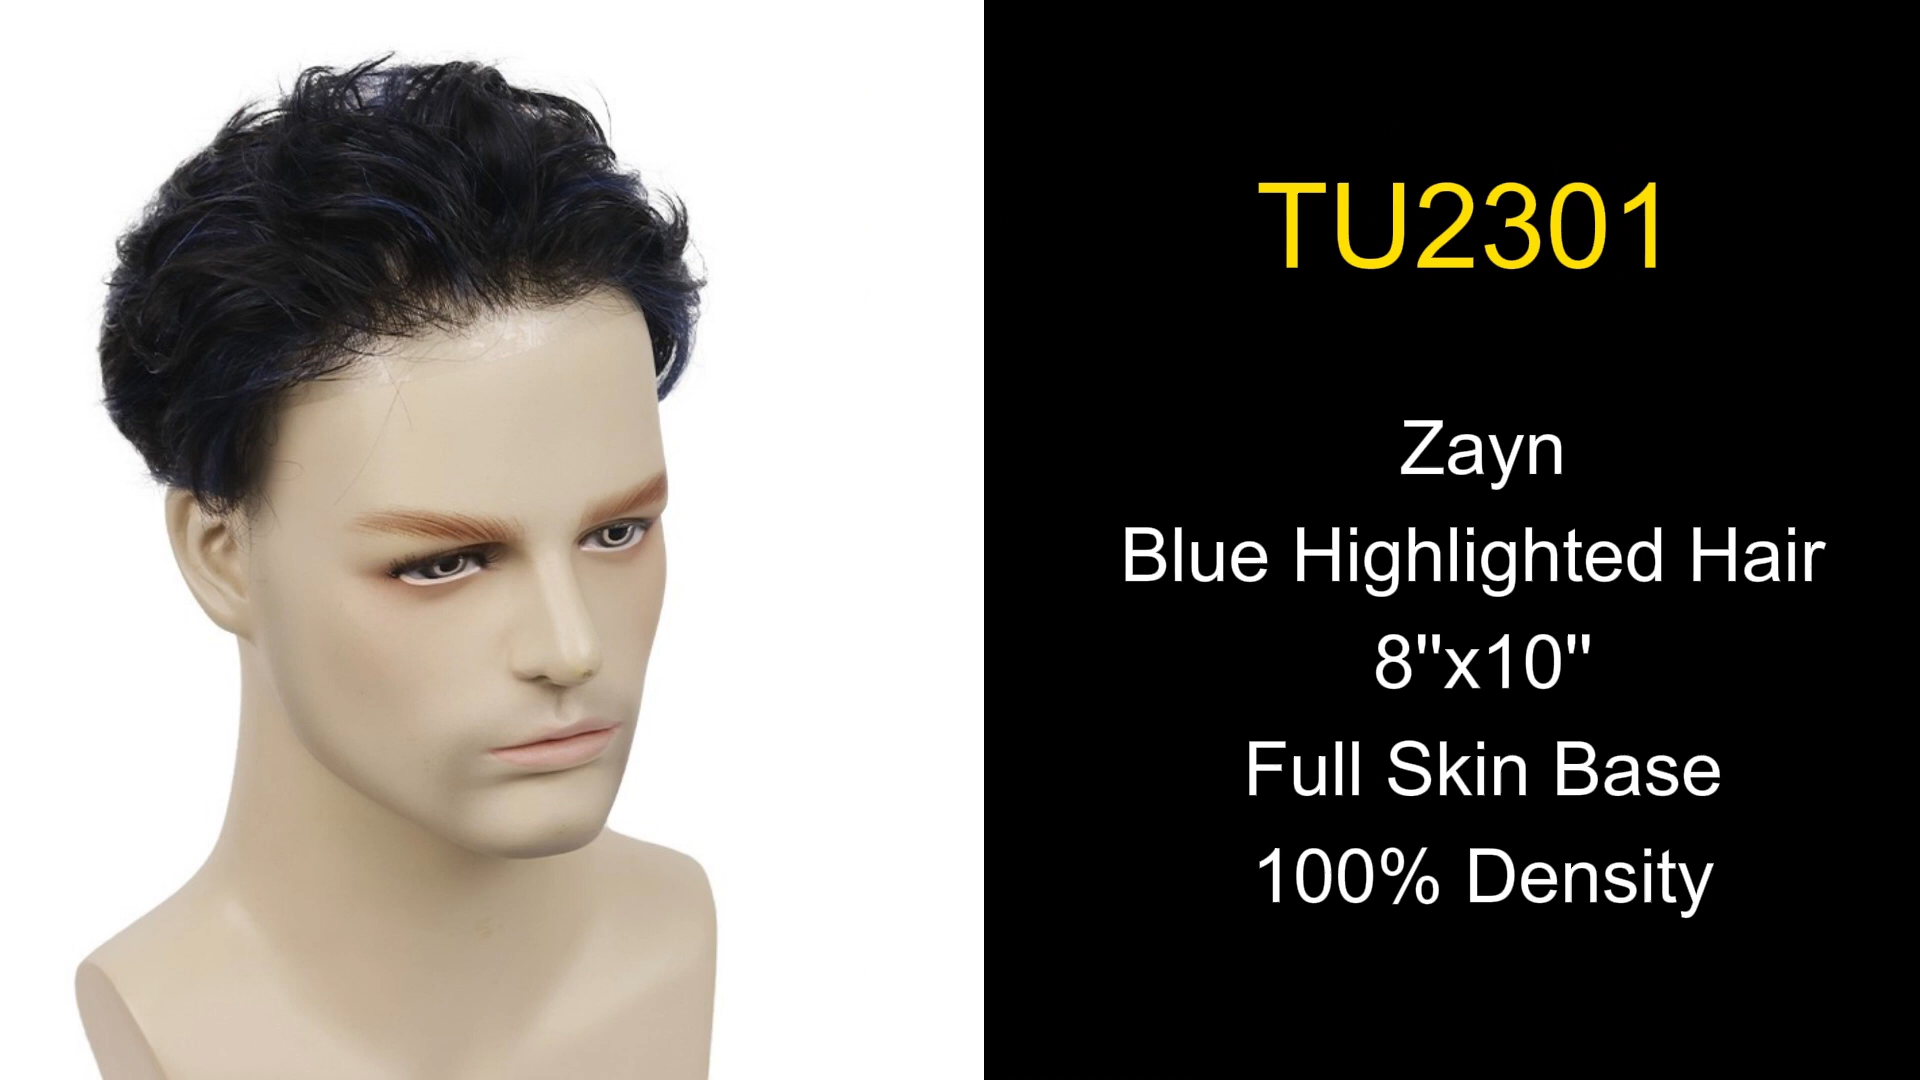 TU2301
Zayn
Blue Highlighted Hair
8"x10"
Full Skin Base
100% Density